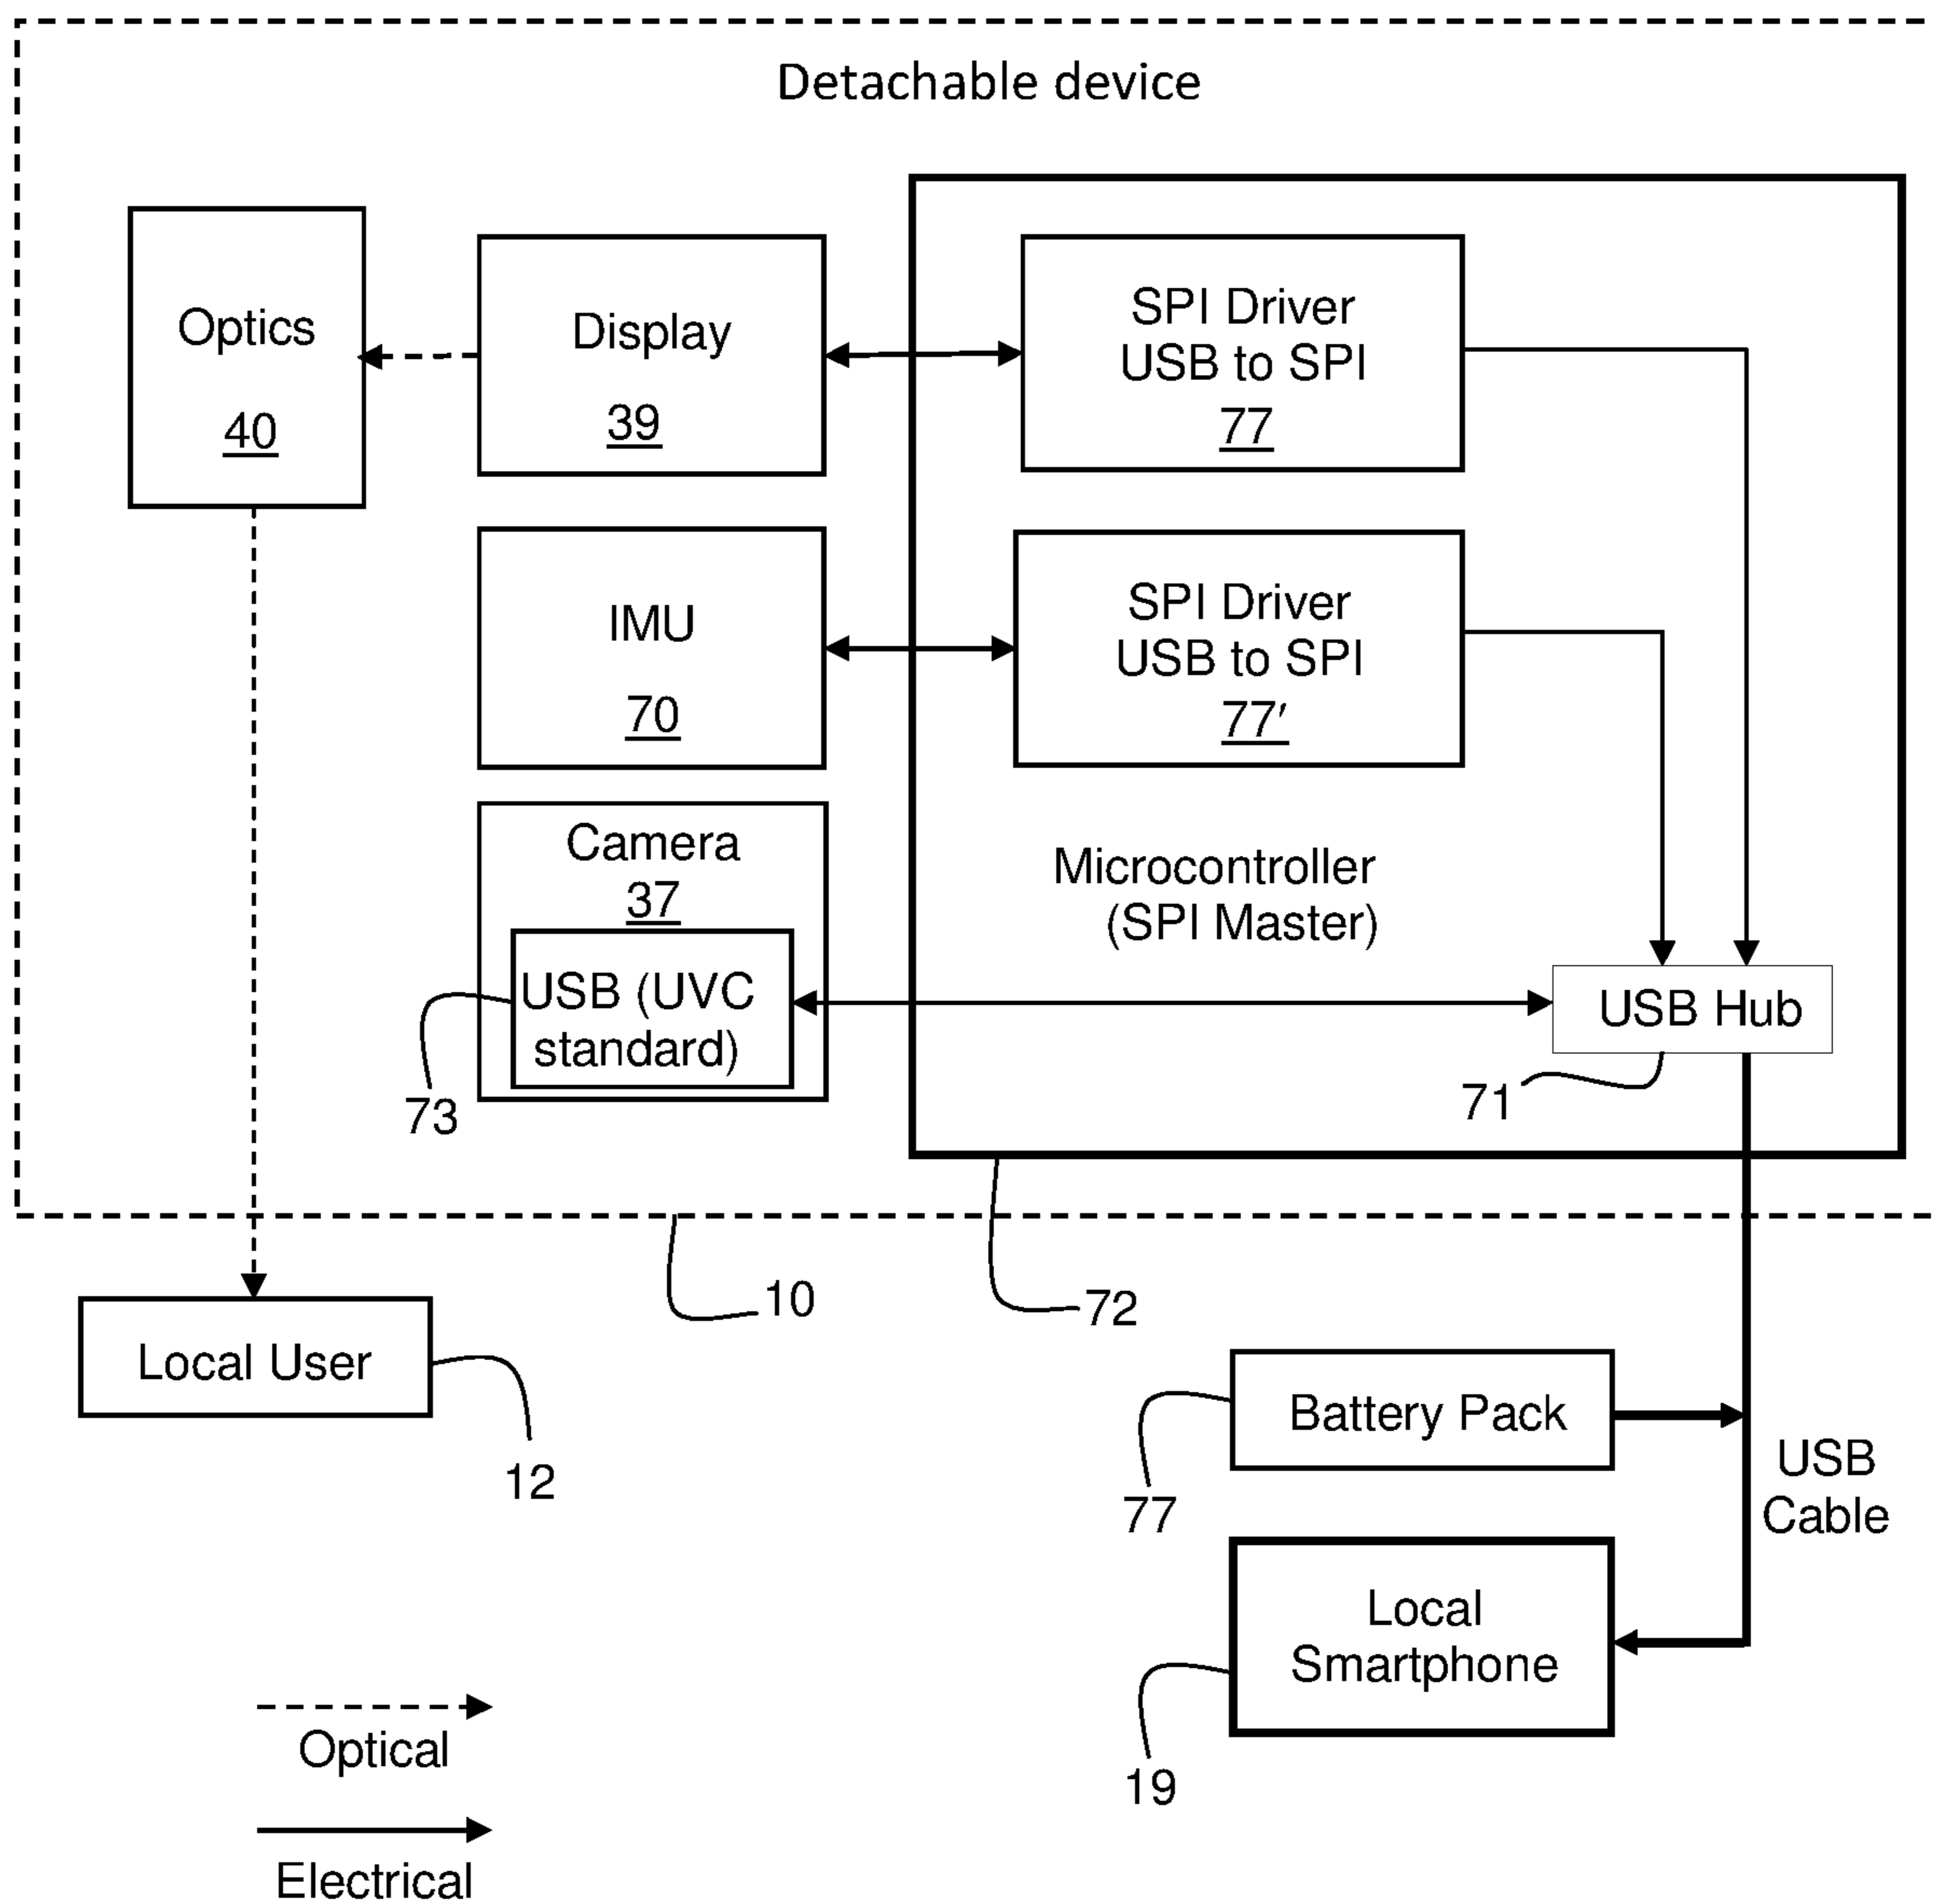 Detachable device
Optics
40
Display
39
SPI Driver
USB to SPI
77
IMU
70
SPI Driver
USB to SPI
77′
Camera
37
USB (UVC
standard)
73
Microcontroller
(SPI Master)
USB Hub
71
10
72
Local User
12
Battery Pack
77
USB
Cable
Local
Smartphone
19
Optical
Electrical